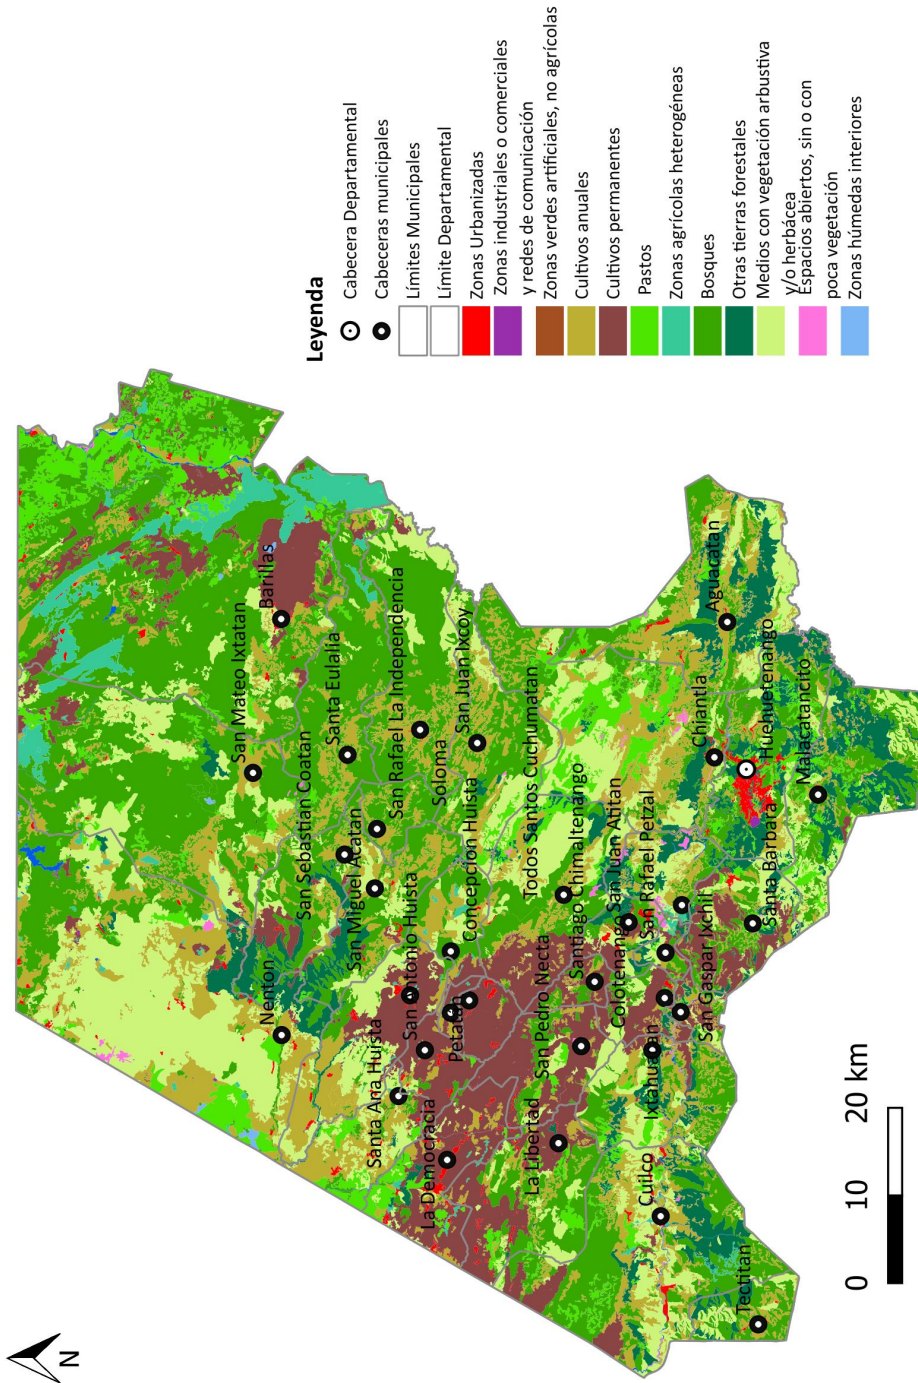 N
Leyenda
Cabecera Departamental
Cabeceras municipales
Límites Municipales
Límite Departamental
Zonas Urbanizadas
Zonas industriales o comerciales
y redes de comunicación
Zonas verdes artificiales, no agrícolas
Cultivos anuales
Cultivos permanentes
Pastos
Zonas agrícolas heterogéneas
Bosques
Otras tierras forestales
Medios con vegetación arbustiva
y/o herbácea
Espacios abiertos, sin o con
poca vegetación
Zonas húmedas interiores
Barillas
San Mateo Ixtatan
Nenton
Santa Eulalia
San Sebastian Coatan
San Rafael La Independencia
San Miguel Acatan
Soloma
San Juan Ixcoy
Santa Ana Huista
San Antonio Huista
Concepcion Huista
Petatan
La Democracia
Todos Santos Cuchumatan
San Pedro Necta
Santiago Chimaltenango
La Libertad
San Juan Atitan
Colotenango
San Rafael Petzal
Ixtahuacan
San Gaspar Ixchil
Cuilco
Aguacatan
Chiantla
Huehuetenango
Santa Barbara
Malacatancito
Tectitan
0 10 20 km